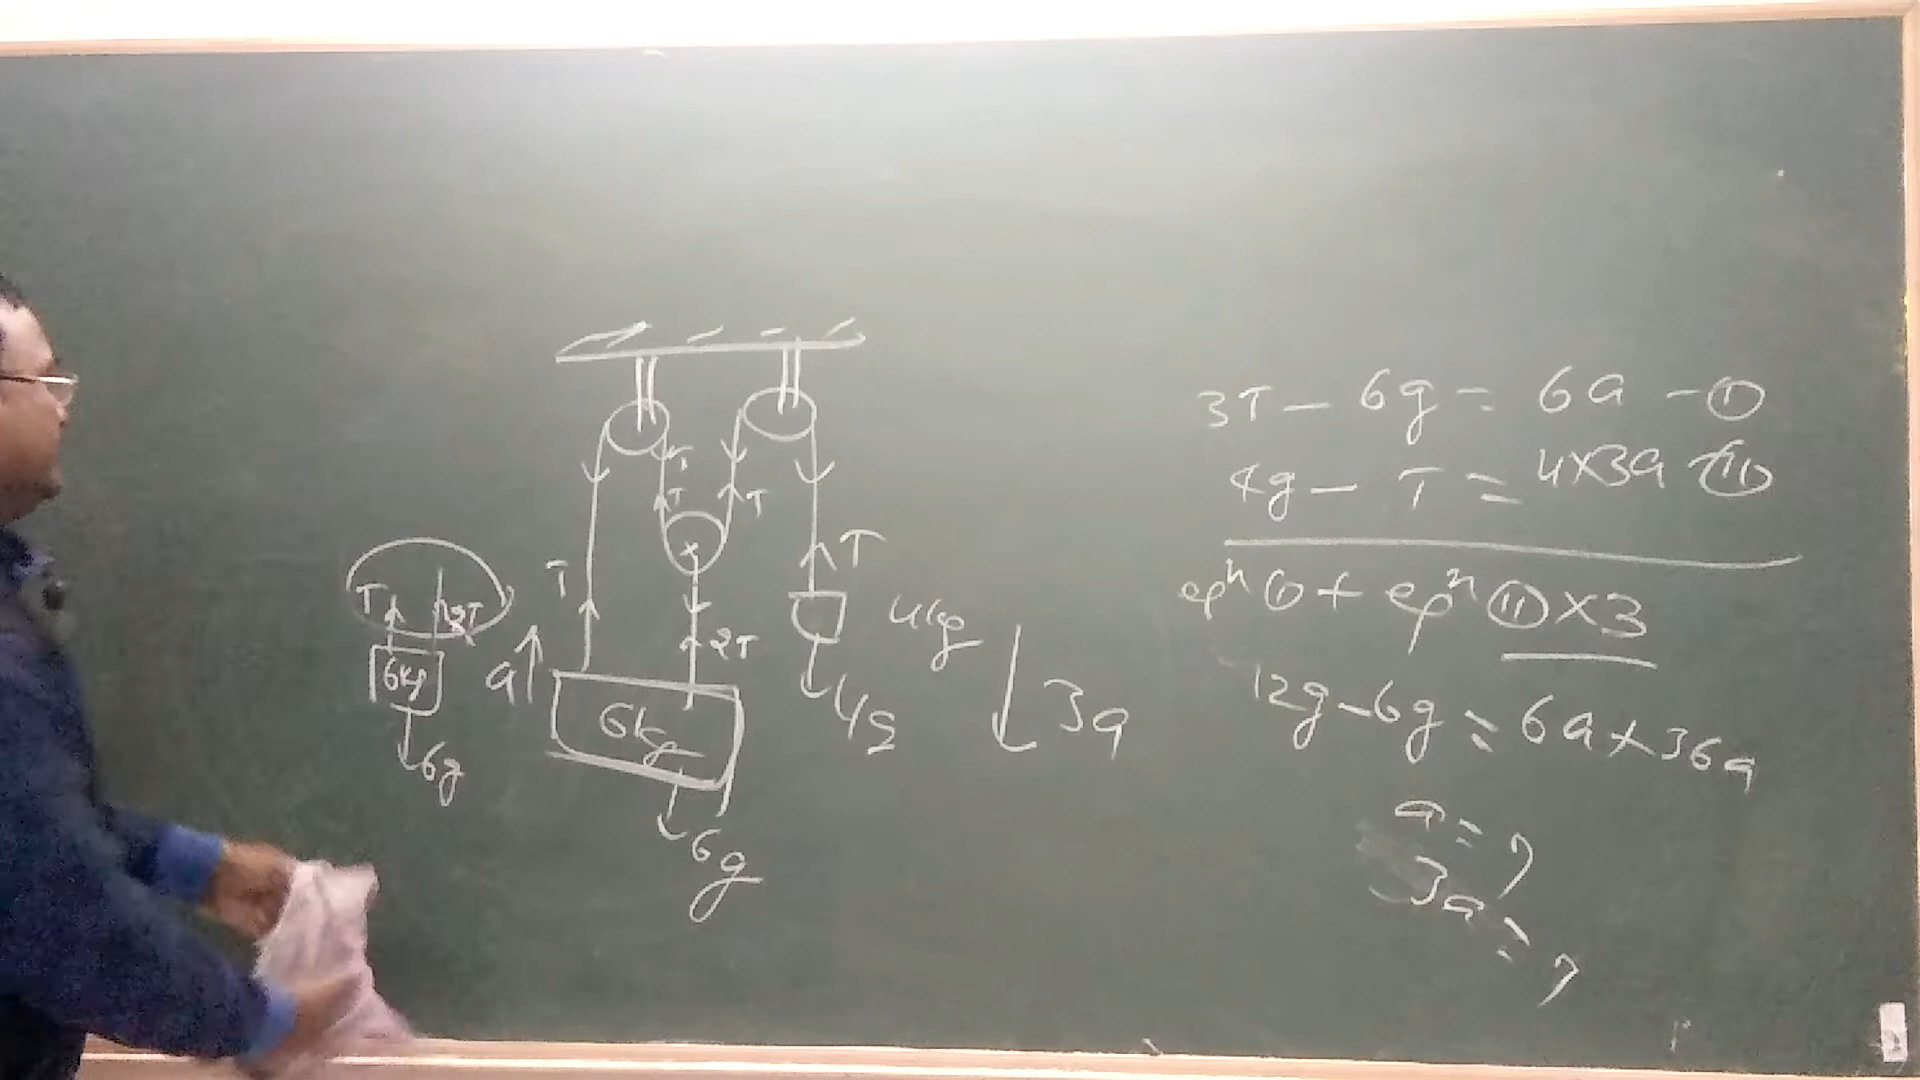 T
T
T
T
T
2T
a
6kg
6g
4kg
4g
3a
T
2T
6kg
6g
3T - 6g = 6a - ①
4g - T = 4×3a - ⑪
eqⁿ ① + eqⁿ ⑪ × 3
12g - 6g = 6a + 36a
a = ?
3a = ?